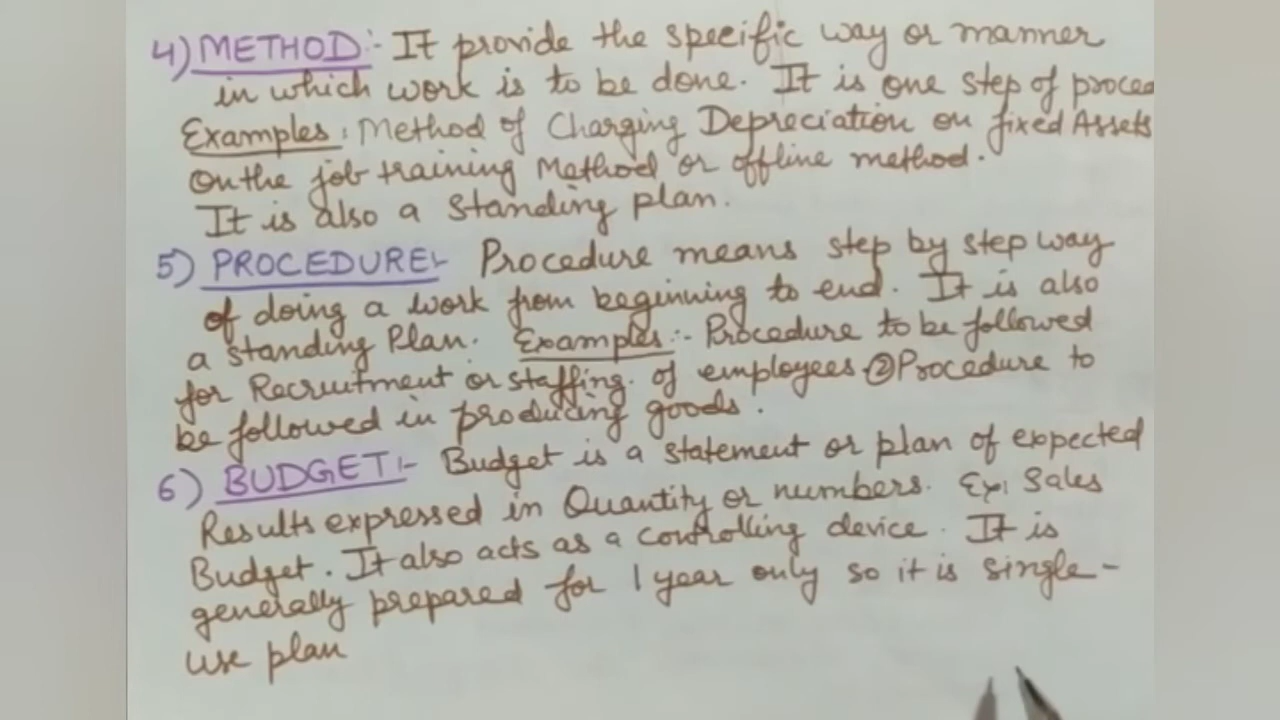 4) METHOD:- It provide the specific way or manner
in which work is to be done. It is one step of proced
Examples: Method of Charging Depreciation on fixed Assets
On the job training Method or offline method.
It is also a standing plan.
5) PROCEDURE:- Procedure means step by step way
of doing a work from beginning to end. It is also
a standing Plan. Examples:- Procedure to be followed
for Recruitment or staffing. of employees ② Procedure to
be followed in producing goods.
6) BUDGET:- Budget is a statement or plan of expected
Results expressed in Quantity or numbers. Ex: Sales
Budget. It also acts as a controlling device. It is
generally prepared for 1 year only so it is single-
use plan